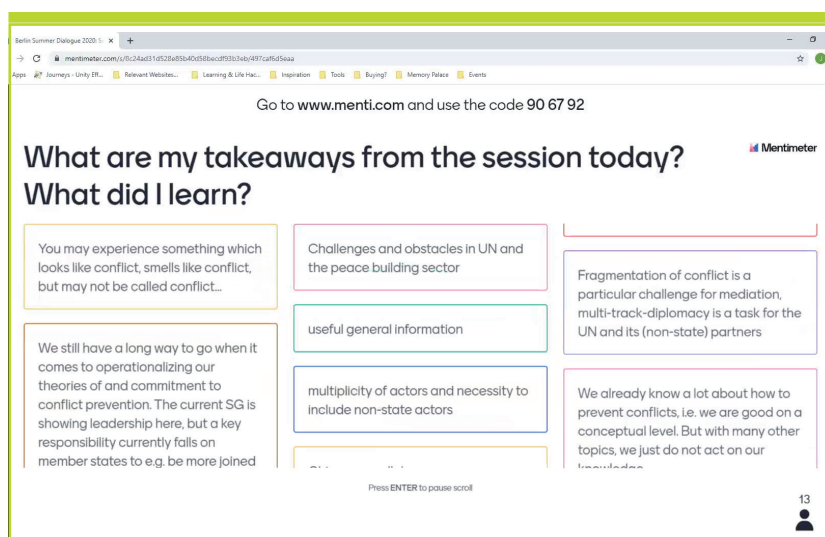 Berlin Summer Dialogue 2020:
mentimeter.com/s/8c24ad31d528e89b40d58becdf93b3eb/497caf6d5eaa
Apps Journeys - Unity Eff... Relevant Websites... Learning & Life Hac... Inspiration Tools Buying? Memory Palace Events
Go to www.menti.com and use the code 90 67 92
What are my takeaways from the session today?
What did I learn?
Mentimeter
You may experience something which
looks like conflict, smells like conflict,
but may not be called conflict...
We still have a long way to go when it
comes to operationalizing our
theories of and commitment to
conflict prevention. The current SG is
showing leadership here, but a key
responsibility currently falls on
member states to e.g. be more joined
Challenges and obstacles in UN and
the peace building sector
useful general information
multiplicity of actors and necessity to
include non-state actors
Fragmentation of conflict is a
particular challenge for mediation,
multi-track-diplomacy is a task for the
UN and its (non-state) partners
We already know a lot about how to
prevent conflicts, i.e. we are good on a
conceptual level. But with many other
topics, we just do not act on our
knowledge
Press ENTER to pause scroll
13